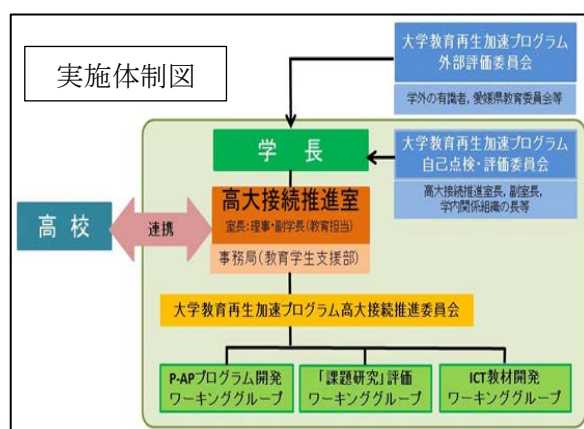 実施体制図
大学教育再生加速プログラム
外部評価委員会
学外の有識者，愛媛県教育委員会等
学 長
大学教育再生加速プログラム
自己点検・評価委員会
高大接続推進室長，副室長，
学内関係組織の長等
高 校
連携
高大接続推進室
室長：理事・副学長（教育担当）
事務局（教育学生支援部）
大学教育再生加速プログラム高大接続推進委員会
P-APプログラム開発
ワーキンググループ
「課題研究」評価
ワーキンググループ
ICT教材開発
ワーキンググループ